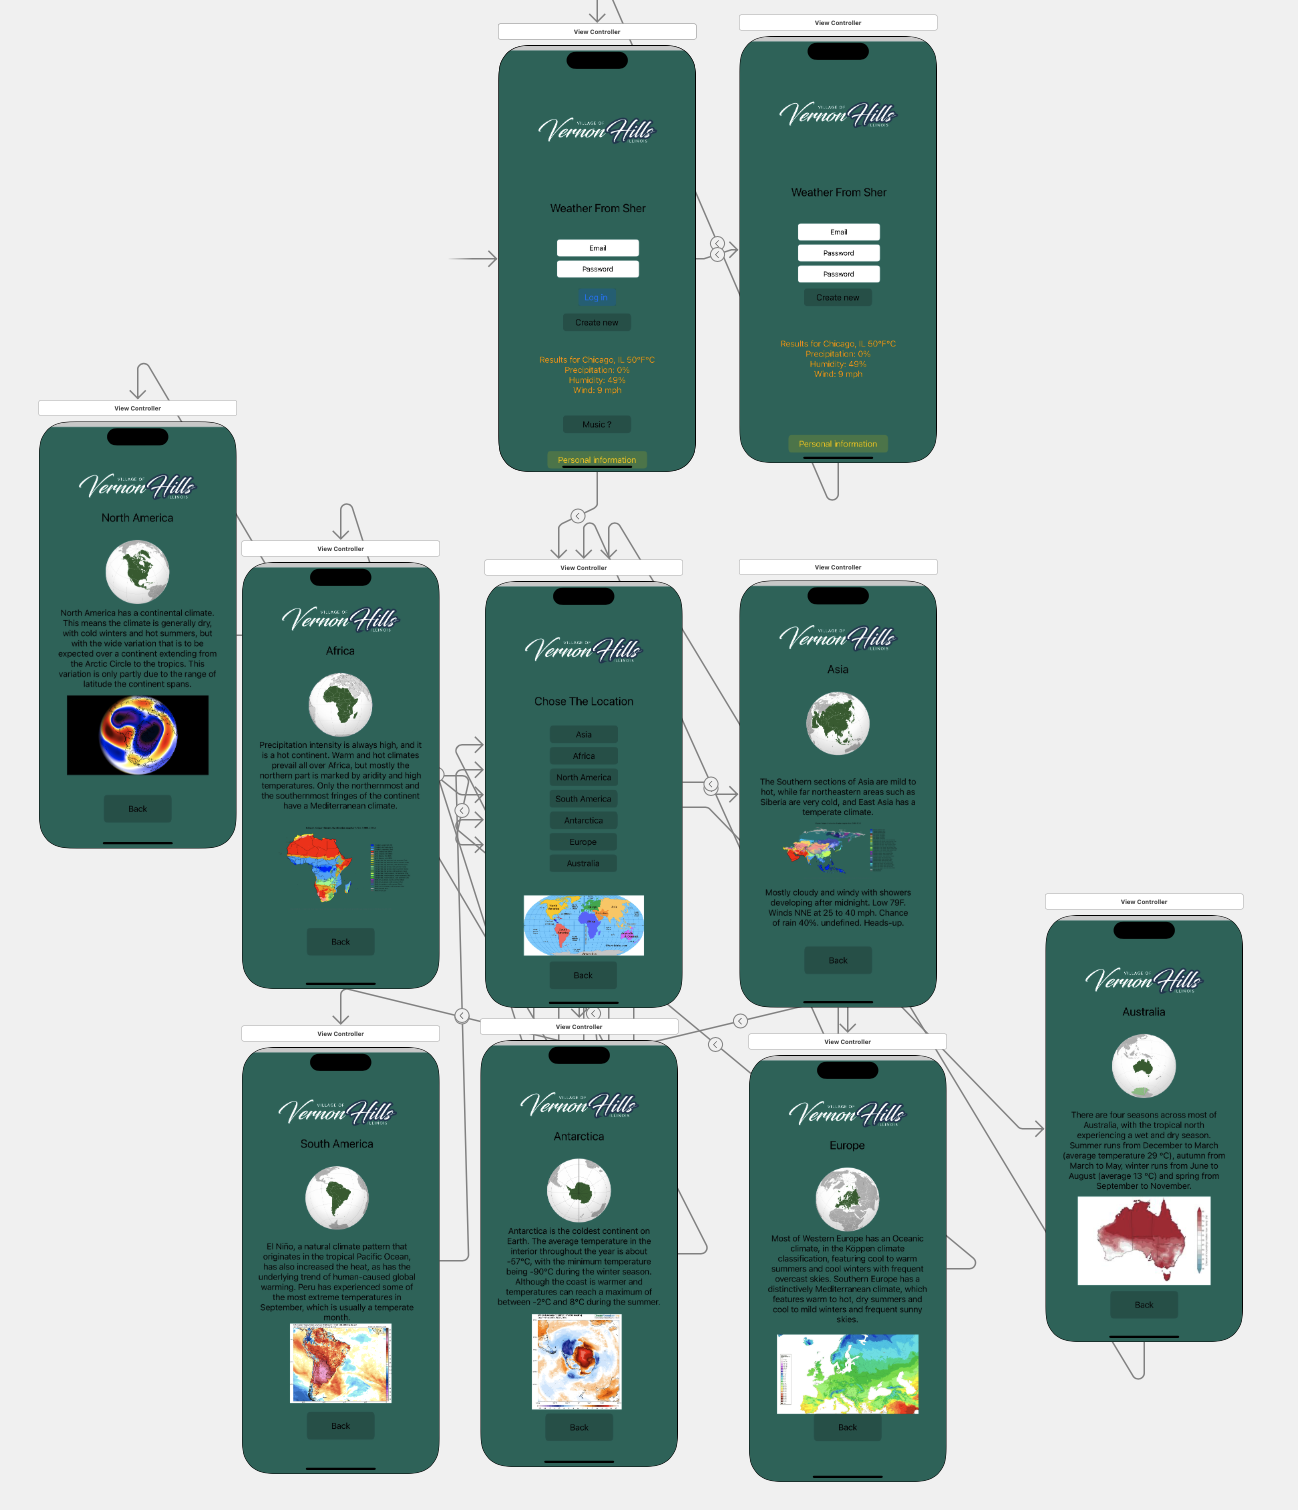 View Controller
VILLAGE OF
Vernon Hills
ILLINOIS
Weather From Sher
Email
Password
Log In
Create new
Results for Chicago, IL 50°F°C
Precipitation: 0%
Humidity: 49%
Wind: 9 mph
Music ?
Personal information
View Controller
Vernon Hills
ILLINOIS
Weather From Sher
Email
Password
Password
Create new
Results for Chicago, IL 50°F°C
Precipitation: 0%
Humidity: 49%
Wind: 9 mph
Personal information
View Controller
VILLAGE OF
Vernon Hills
ILLINOIS
North America
North America has a continental climate.
This means the climate is generally dry,
with cold winters and hot summers, but
with the wide variation that is to be
expected over a continent extending from
the Arctic Circle to the tropics. This
variation is only partly due to the range of
latitude the continent spans.
Back
View Controller
VILLAGE OF
Vernon Hills
ILLINOIS
Africa
Precipitation intensity is always high, and it
is a hot continent. Warm and hot climates
prevail all over Africa, but mostly the
northern part is marked by aridity and high
temperatures. Only the northernmost and
the southernmost fringes of the continent
have a Mediterranean climate.
Back
View Controller
VILLAGE OF
Vernon Hills
ILLINOIS
Chose The Location
Asia
Africa
North America
South America
Antarctica
Europe
Australia
Back
View Controller
VILLAGE OF
Vernon Hills
ILLINOIS
Asia
The Southern sections of Asia are mild to
hot, while far northeastern areas such as
Siberia are very cold, and East Asia has a
temperate climate.
Mostly cloudy and windy with showers
developing after midnight. Low 79F.
Winds NNE at 25 to 40 mph. Chance
of rain 40%. undefined. Heads-up.
Back
View Controller
VILLAGE OF
Vernon Hills
ILLINOIS
Australia
There are four seasons across most of
Australia, with the tropical north
experiencing a wet and dry season.
Summer runs from December to March
(average temperature 29 °C), autumn from
March to May, winter runs from June to
August (average 13 °C) and spring from
September to November.
Back
View Controller
VILLAGE OF
Vernon Hills
ILLINOIS
South America
El Niño, a natural climate pattern that
originates in the tropical Pacific Ocean,
has also increased the heat, as has the
underlying trend of human-caused global
warming. Peru has experienced some of
the most extreme temperatures in
September, which is usually a temperate
month.
Back
View Controller
VILLAGE OF
Vernon Hills
ILLINOIS
Antarctica
Antarctica is the coldest continent on
Earth. The average temperature in the
interior throughout the year is about
-57°C, with the minimum temperature
being -90°C during the winter season.
Although the coast is warmer and
temperatures can reach a maximum of
between -2°C and 8°C during the summer.
Back
View Controller
VILLAGE OF
Vernon Hills
ILLINOIS
Europe
Most of Western Europe has an Oceanic
climate, in the Koppen climate
classification, featuring cool to warm
summers and cool winters with frequent
overcast skies. Southern Europe has a
distinctively Mediterranean climate, which
features warm to hot, dry summers and
cool to mild winters and frequent sunny
skies.
Back